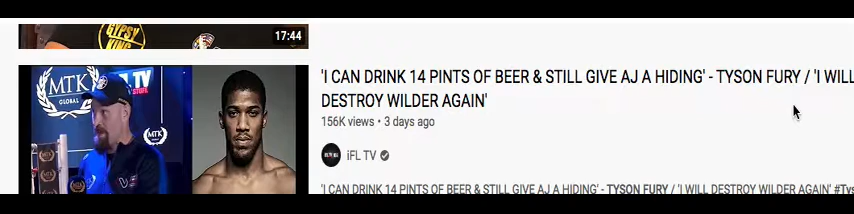 GYPSY
KING
17:44
MTK
GLOBAL
TV
MTK
'I CAN DRINK 14 PINTS OF BEER & STILL GIVE AJ A HIDING' - TYSON FURY / 'I WILL
DESTROY WILDER AGAIN'
156K views • 3 days ago
iFL TV
'I CAN DRINK 14 PINTS OF BEER & STILL GIVE AJ A HIDING' - TYSON FURY / 'I WILL DESTROY WILDER AGAIN' #Tys